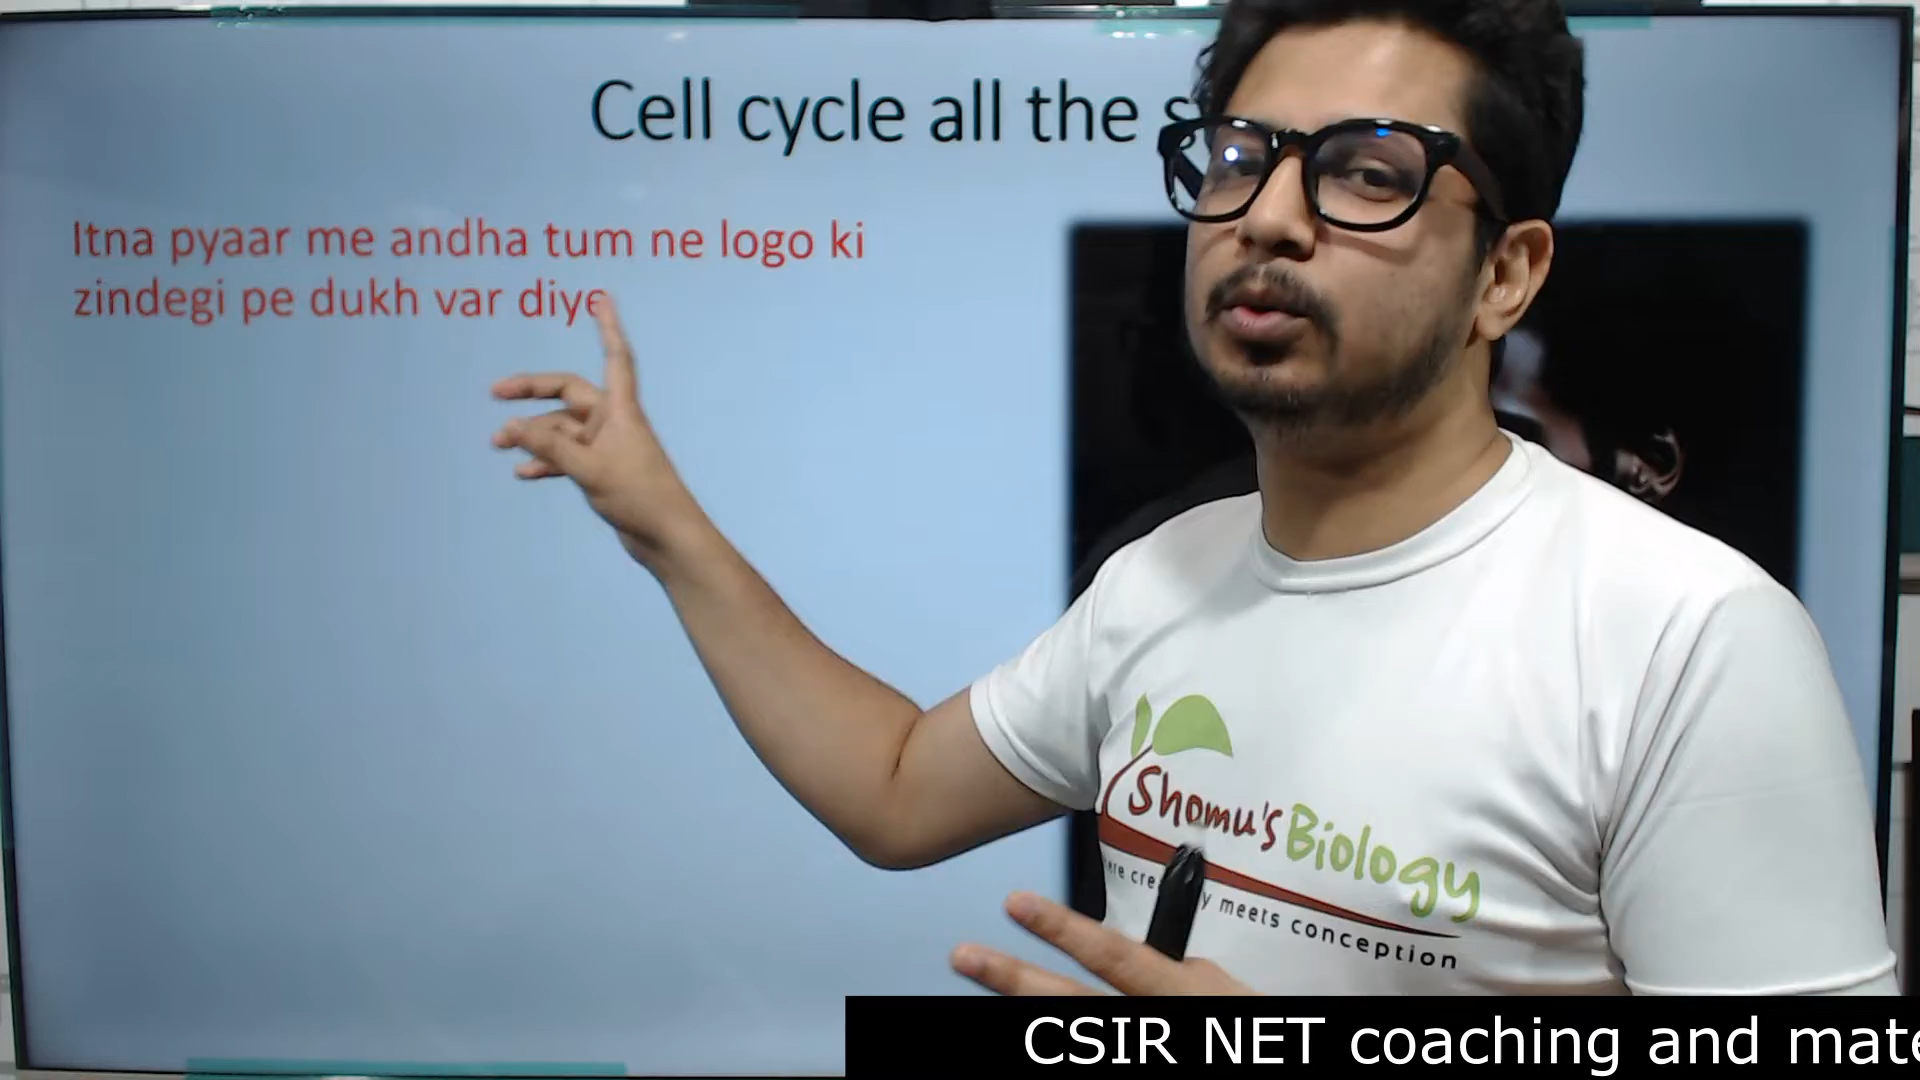 Cell cycle all the
Itna pyaar me andha tum ne logo ki
zindegi pe dukh var diye
Shomu's Biology
meets conception
CSIR NET coaching and